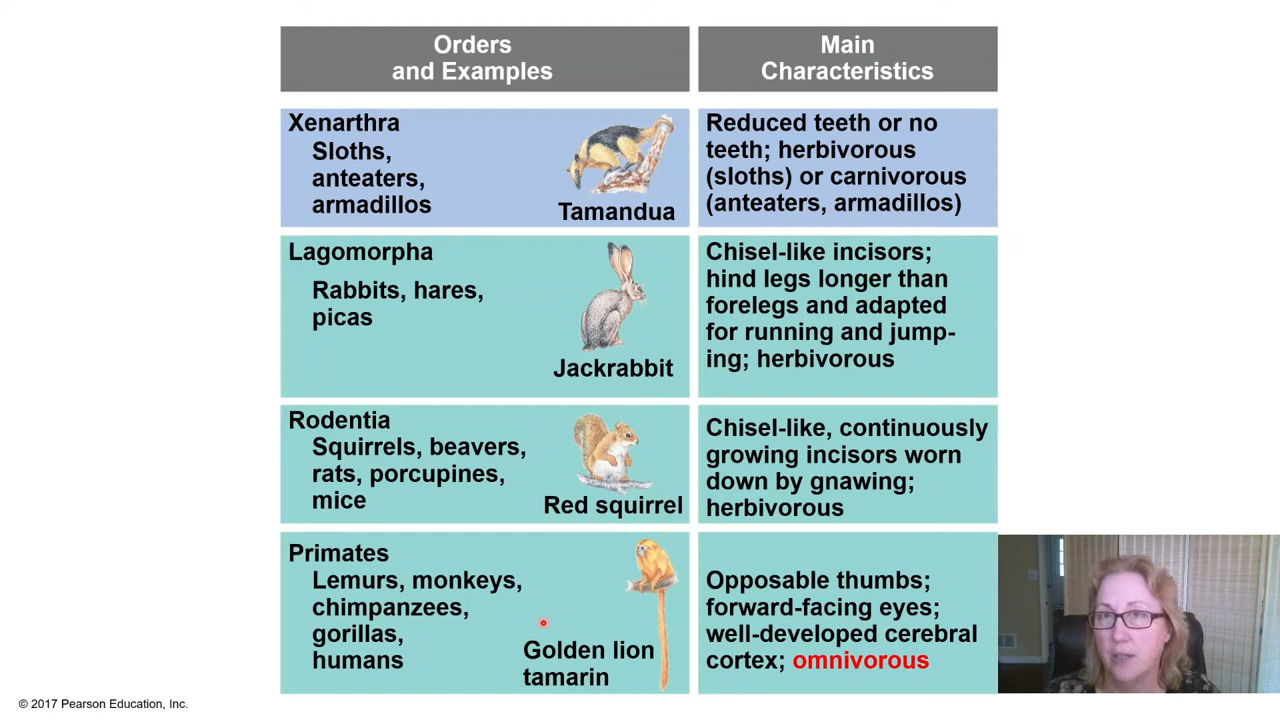 Orders
and Examples
Main
Characteristics
Xenarthra
Sloths,
anteaters,
armadillos
Tamandua
Reduced teeth or no
teeth; herbivorous
(sloths) or carnivorous
(anteaters, armadillos)
Lagomorpha
Rabbits, hares,
picas
Jackrabbit
Chisel-like incisors;
hind legs longer than
forelegs and adapted
for running and jump-
ing; herbivorous
Rodentia
Squirrels, beavers,
rats, porcupines,
mice
Red squirrel
Chisel-like, continuously
growing incisors worn
down by gnawing;
herbivorous
Primates
Lemurs, monkeys,
chimpanzees,
gorillas,
humans
Golden lion
tamarin
Opposable thumbs;
forward-facing eyes;
well-developed cerebral
cortex; omnivorous
© 2017 Pearson Education, Inc.